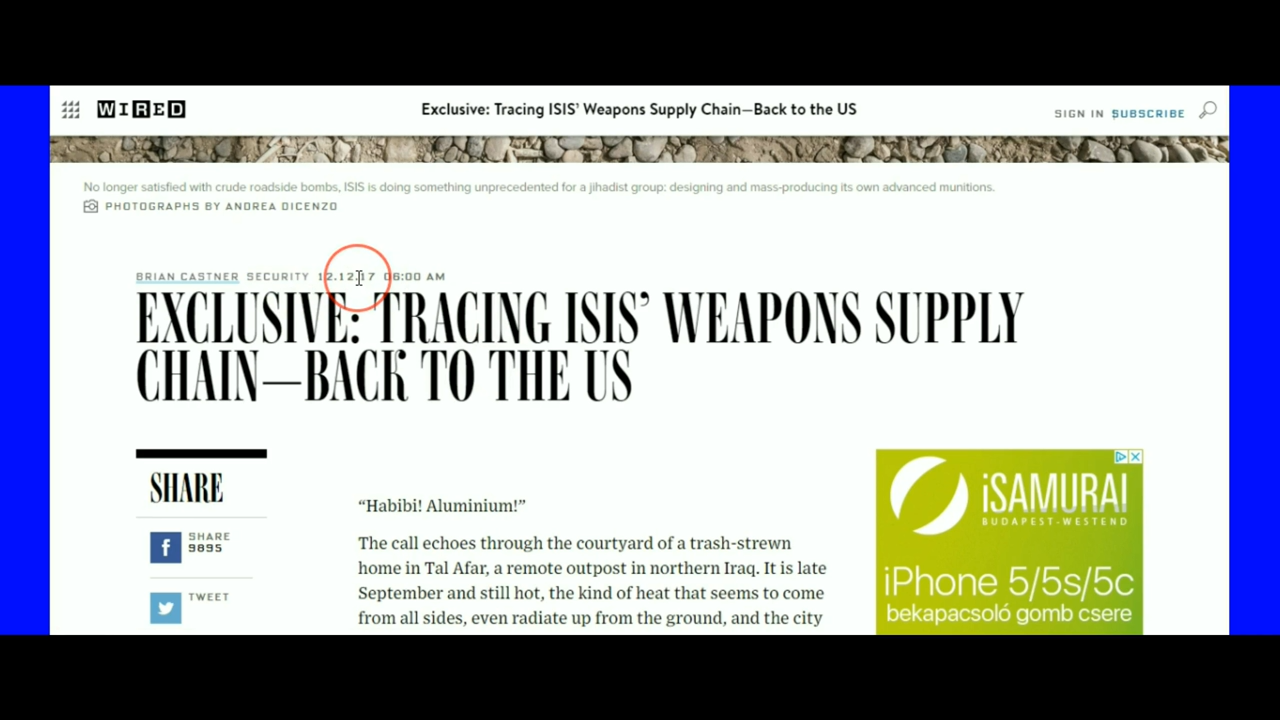 WIRED
Exclusive: Tracing ISIS’ Weapons Supply Chain—Back to the US
SIGN IN SUBSCRIBE
No longer satisfied with crude roadside bombs, ISIS is doing something unprecedented for a jihadist group: designing and mass-producing its own advanced munitions.
PHOTOGRAPHS BY ANDREA DICENZO
BRIAN CASTNER SECURITY 12.12.17 06:00 AM
EXCLUSIVE: TRACING ISIS’ WEAPONS SUPPLY
CHAIN—BACK TO THE US
SHARE
SHARE
9895
TWEET
“Habibi! Aluminium!”
The call echoes through the courtyard of a trash-strewn
home in Tal Afar, a remote outpost in northern Iraq. It is late
September and still hot, the kind of heat that seems to come
from all sides, even radiate up from the ground, and the city
iSAMURAI
BUDAPEST-WESTEND
iPhone 5/5s/5c
bekapacsoló gomb csere